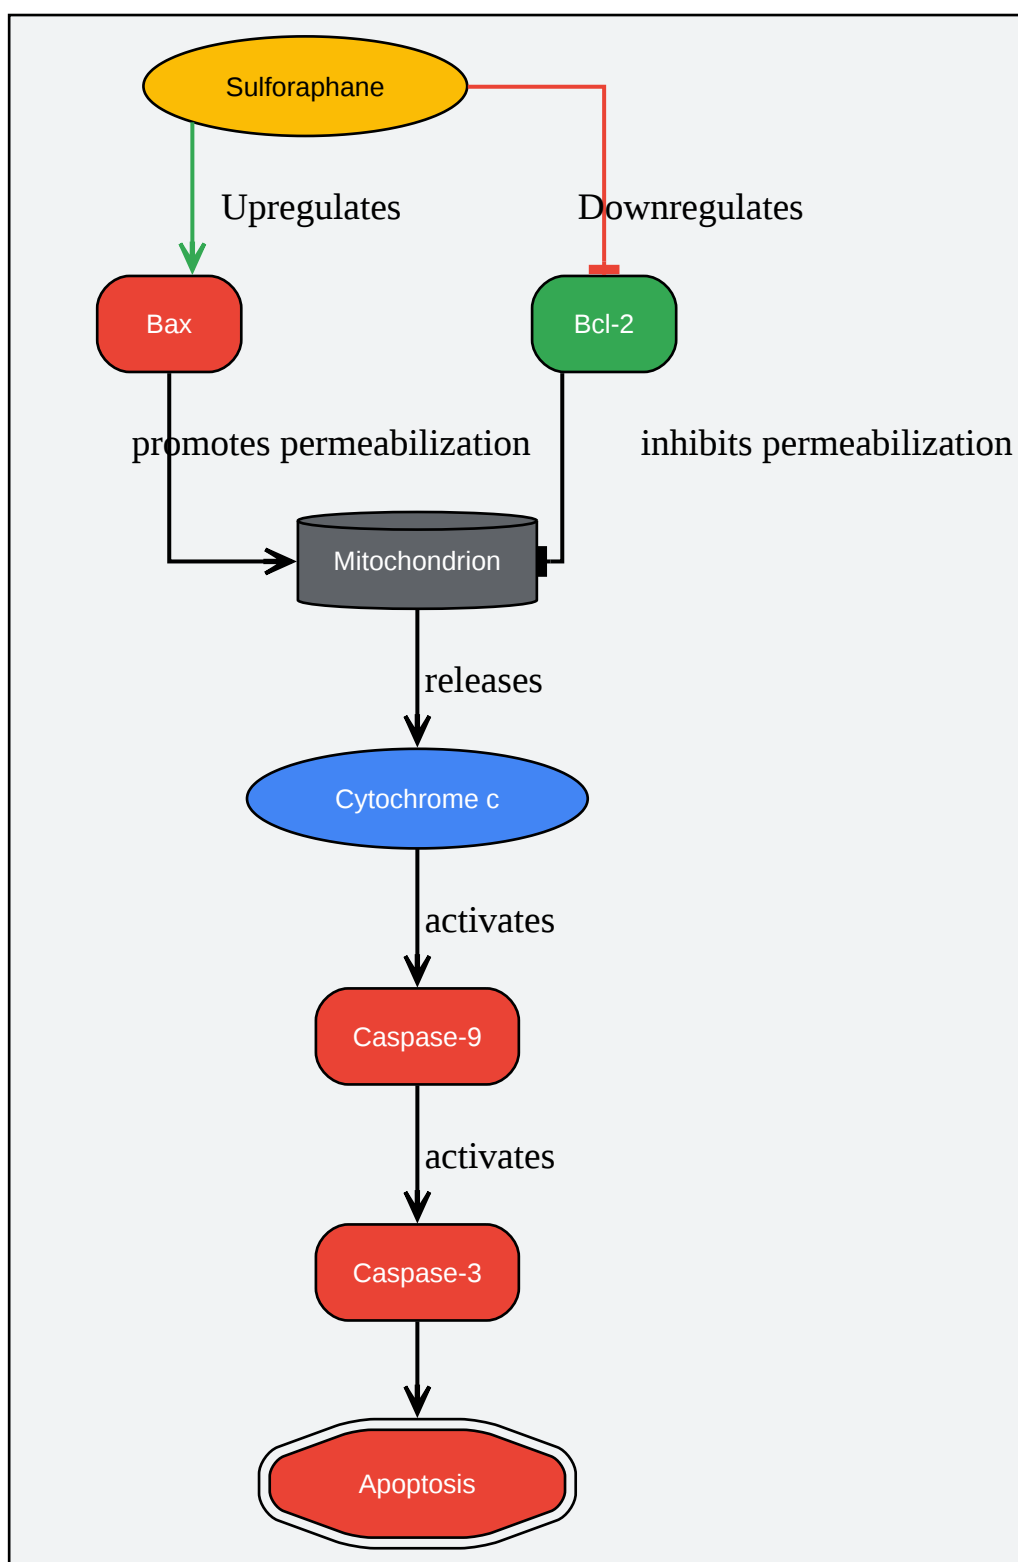 Sulforaphane
Upregulates
Downregulates
Bax
Bcl-2
promotes permeabilization
inhibits permeabilization
Mitochondrion
releases
Cytochrome c
activates
Caspase-9
activates
Caspase-3
Apoptosis